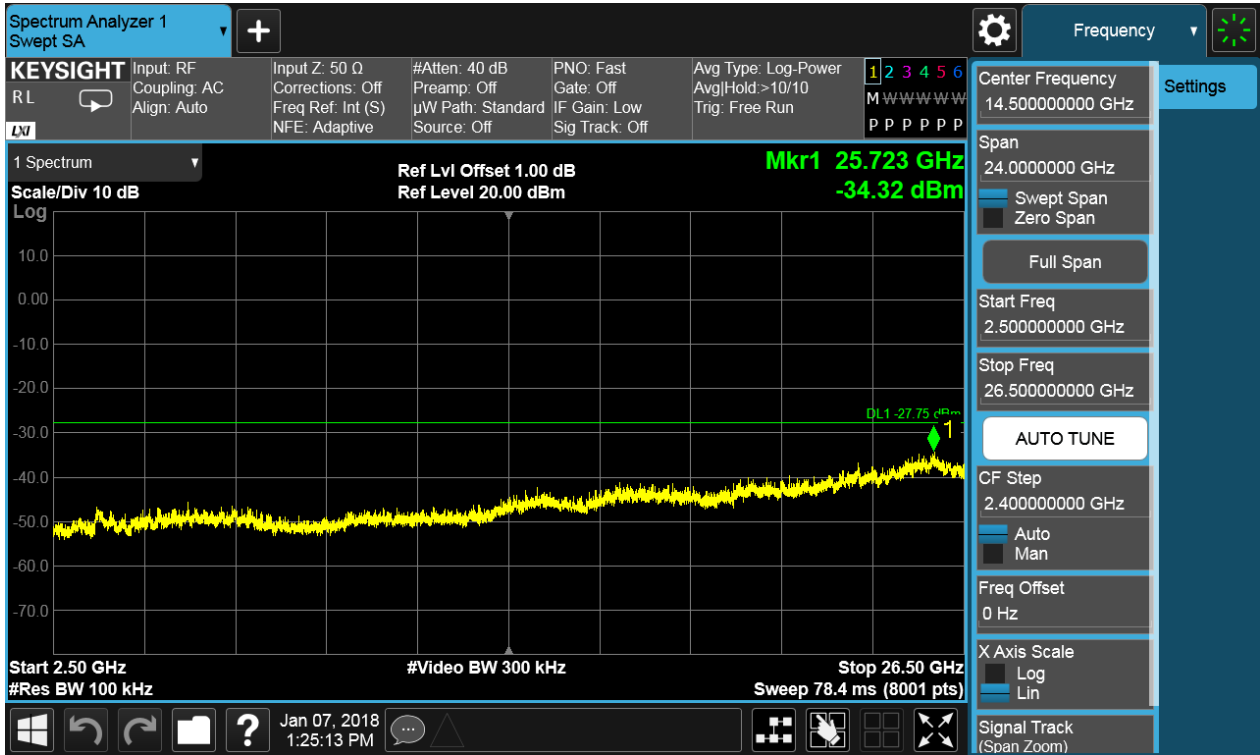 Spectrum Analyzer 1
Swept SA
+
Frequency
KEYSIGHT
RL
LXI
Input: RF
Coupling: AC
Align: Auto
Input Z: 50 Ω
Corrections: Off
Freq Ref: Int (S)
NFE: Adaptive
#Atten: 40 dB
Preamp: Off
µW Path: Standard
Source: Off
PNO: Fast
Gate: Off
IF Gain: Low
Sig Track: Off
Avg Type: Log-Power
Avg|Hold:>10/10
Trig: Free Run
1 2 3 4 5 6
M W W W W W
P P P P P P
1 Spectrum
Scale/Div 10 dB
Log
Ref Lvl Offset 1.00 dB
Ref Level 20.00 dBm
Mkr1 25.723 GHz
-34.32 dBm
10.0
0.00
-10.0
-20.0
-30.0
-40.0
-50.0
-60.0
-70.0
DL1 -27.75 dBm
1
Start 2.50 GHz
#Res BW 100 kHz
#Video BW 300 kHz
Stop 26.50 GHz
Sweep 78.4 ms (8001 pts)
?
Jan 07, 2018
1:25:13 PM
Center Frequency
14.500000000 GHz
Span
24.0000000 GHz
Swept Span
Zero Span
Full Span
Start Freq
2.500000000 GHz
Stop Freq
26.500000000 GHz
AUTO TUNE
CF Step
2.400000000 GHz
Auto
Man
Freq Offset
0 Hz
X Axis Scale
Log
Lin
Signal Track
(Span Zoom)
Settings